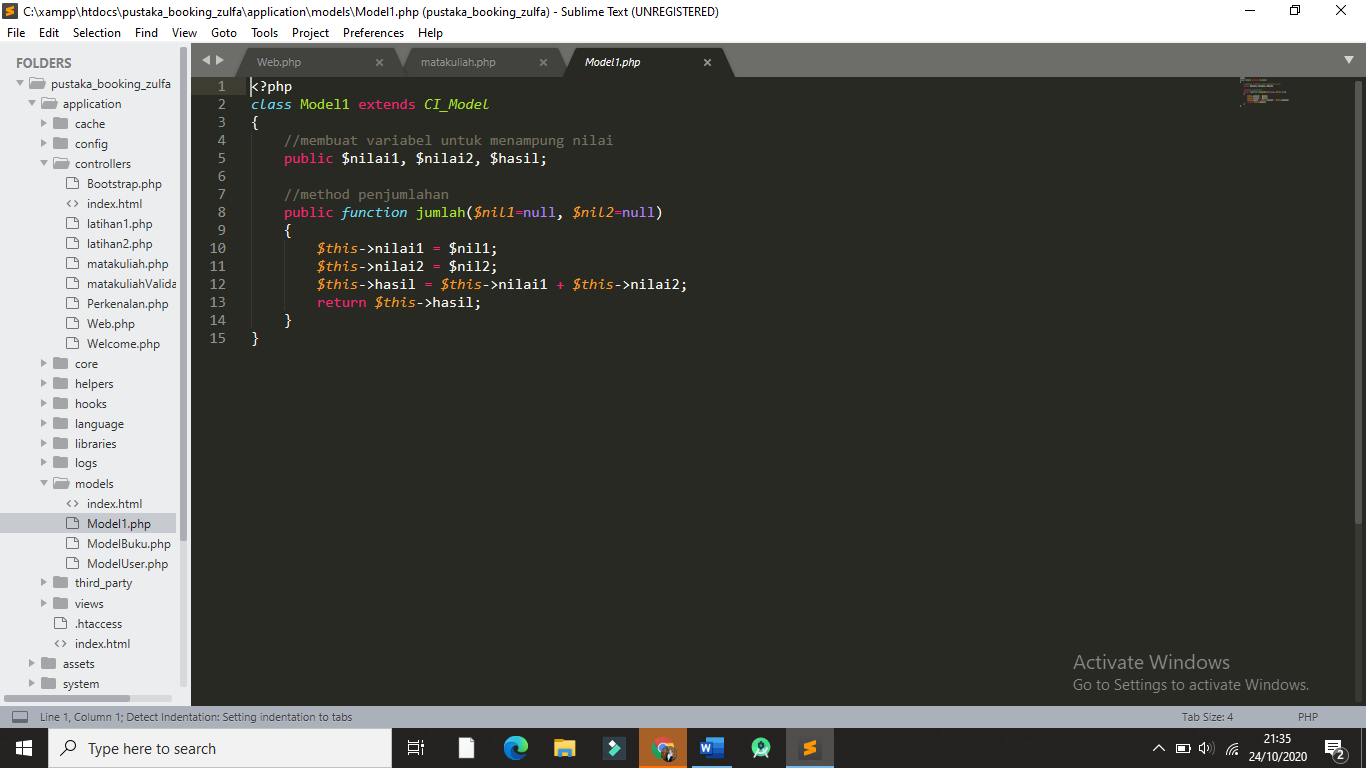 C:\xampp\htdocs\pustaka_booking_zulfa\application\models\Model1.php (pustaka_booking_zulfa) - Sublime Text (UNREGISTERED)
File Edit Selection Find View Goto Tools Project Preferences Help
FOLDERS
pustaka_booking_zulfa
application
cache
config
controllers
Bootstrap.php
index.html
latihan1.php
latihan2.php
matakuliah.php
matakuliahValida
Perkenalan.php
Web.php
Welcome.php
core
helpers
hooks
language
libraries
logs
models
index.html
Model1.php
ModelBuku.php
ModelUser.php
third_party
views
.htaccess
index.html
assets
system
Web.php matakuliah.php Model1.php
1 <?php
2 class Model1 extends CI_Model
3 {
4 //membuat variabel untuk menampung nilai
5 public $nilai1, $nilai2, $hasil;
6
7 //method penjumlahan
8 public function jumlah($nil1=null, $nil2=null)
9 {
10 $this->nilai1 = $nil1;
11 $this->nilai2 = $nil2;
12 $this->hasil = $this->nilai1 + $this->nilai2;
13 return $this->hasil;
14 }
15 }
Activate Windows
Go to Settings to activate Windows.
Line 1, Column 1; Detect Indentation: Setting indentation to tabs Tab Size: 4 PHP
Type here to search
21:35
24/10/2020
2